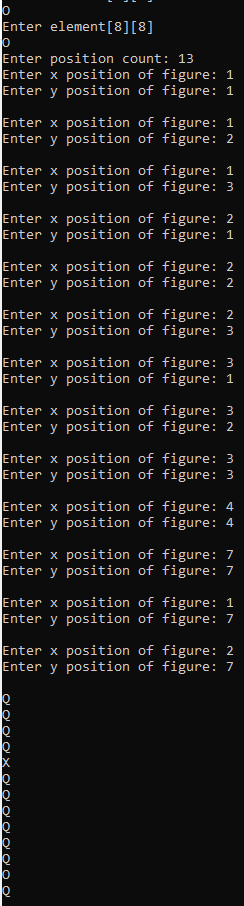 O
Enter element[8][8]
O
Enter position count: 13
Enter x position of figure: 1
Enter y position of figure: 1
Enter x position of figure: 1
Enter y position of figure: 2
Enter x position of figure: 1
Enter y position of figure: 3
Enter x position of figure: 2
Enter y position of figure: 1
Enter x position of figure: 2
Enter y position of figure: 2
Enter x position of figure: 2
Enter y position of figure: 3
Enter x position of figure: 3
Enter y position of figure: 1
Enter x position of figure: 3
Enter y position of figure: 2
Enter x position of figure: 3
Enter y position of figure: 3
Enter x position of figure: 4
Enter y position of figure: 4
Enter x position of figure: 7
Enter y position of figure: 7
Enter x position of figure: 1
Enter y position of figure: 7
Enter x position of figure: 2
Enter y position of figure: 7
Q
Q
Q
Q
X
Q
Q
Q
Q
Q
Q
O
Q